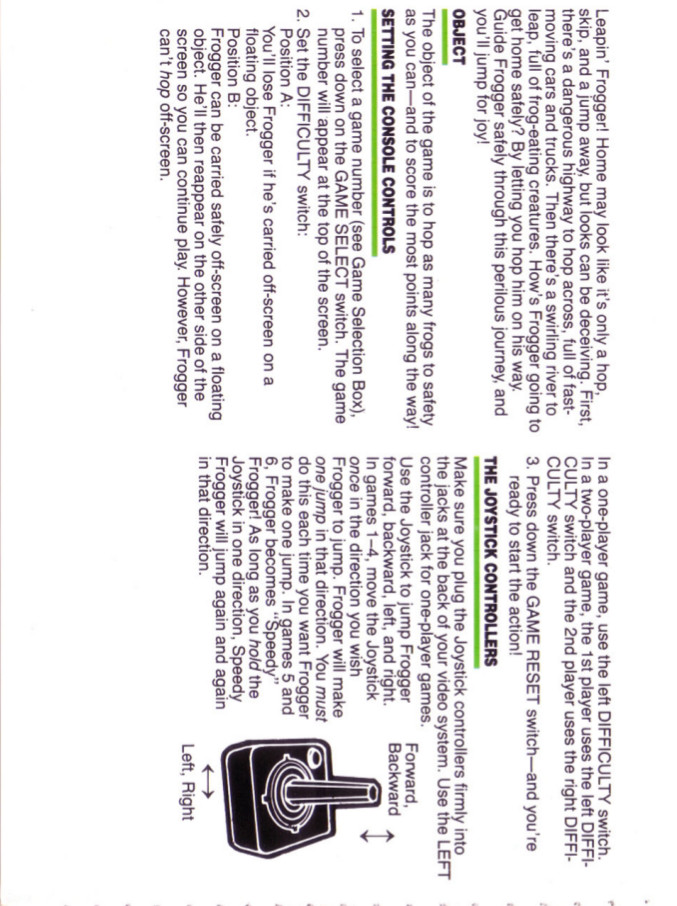 Leapin' Frogger! Home may look like it's only a hop,
skip, and a jump away, but looks can be deceiving. First,
there's a dangerous highway to hop across, full of fast-
moving cars and trucks. Then there's a swirling river to
leap, full of frog-eating creatures. How's Frogger going to
get home safely? By letting you hop him on his way.
Guide Frogger safely through this perilous journey, and
you'll jump for joy!
OBJECT
The object of the game is to hop as many frogs to safety
as you can—and to score the most points along the way!
SETTING THE CONSOLE CONTROLS
1. To select a game number (see Game Selection Box),
press down on the GAME SELECT switch. The game
number will appear at the top of the screen.
2. Set the DIFFICULTY switch:
Position A:
You'll lose Frogger if he's carried off-screen on a
floating object.
Position B:
Frogger can be carried safely off-screen on a floating
object. He'll then reappear on the other side of the
screen so you can continue play. However, Frogger
can't hop off-screen.
In a one-player game, use the left DIFFICULTY switch.
In a two-player game, the 1st player uses the left DIFFI-
CULTY switch and the 2nd player uses the right DIFFI-
CULTY switch.
3. Press down the GAME RESET switch—and you're
ready to start the action!
THE JOYSTICK CONTROLLERS
Make sure you plug the Joystick controllers firmly into
the jacks at the back of your video system. Use the LEFT
controller jack for one-player games.
Use the Joystick to jump Frogger
forward, backward, left, and right.
In games 1–4, move the Joystick
once in the direction you wish
Frogger to jump. Frogger will make
one jump in that direction. You must
do this each time you want Frogger
to make one jump. In games 5 and
6, Frogger becomes "Speedy"
Frogger! As long as you hold the
Joystick in one direction, Speedy
Frogger will jump again and again
in that direction.
Forward,
Backward
Left, Right